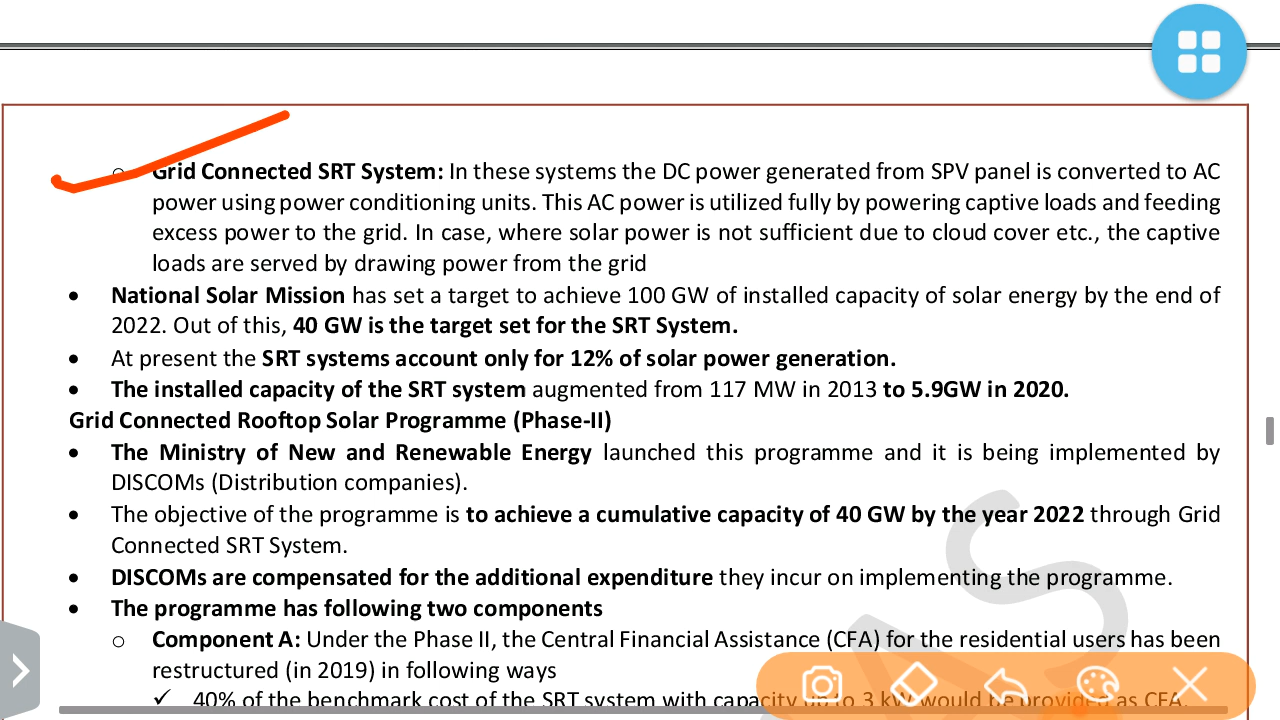 o Grid Connected SRT System: In these systems the DC power generated from SPV panel is converted to AC
power using power conditioning units. This AC power is utilized fully by powering captive loads and feeding
excess power to the grid. In case, where solar power is not sufficient due to cloud cover etc., the captive
loads are served by drawing power from the grid
• National Solar Mission has set a target to achieve 100 GW of installed capacity of solar energy by the end of
2022. Out of this, 40 GW is the target set for the SRT System.
• At present the SRT systems account only for 12% of solar power generation.
• The installed capacity of the SRT system augmented from 117 MW in 2013 to 5.9GW in 2020.
Grid Connected Rooftop Solar Programme (Phase-II)
• The Ministry of New and Renewable Energy launched this programme and it is being implemented by
DISCOMs (Distribution companies).
• The objective of the programme is to achieve a cumulative capacity of 40 GW by the year 2022 through Grid
Connected SRT System.
• DISCOMs are compensated for the additional expenditure they incur on implementing the programme.
• The programme has following two components
o Component A: Under the Phase II, the Central Financial Assistance (CFA) for the residential users has been
restructured (in 2019) in following ways
✓ 40% of the benchmark cost of the SRT system with capacity up to 3 kW would be provided as CFA.